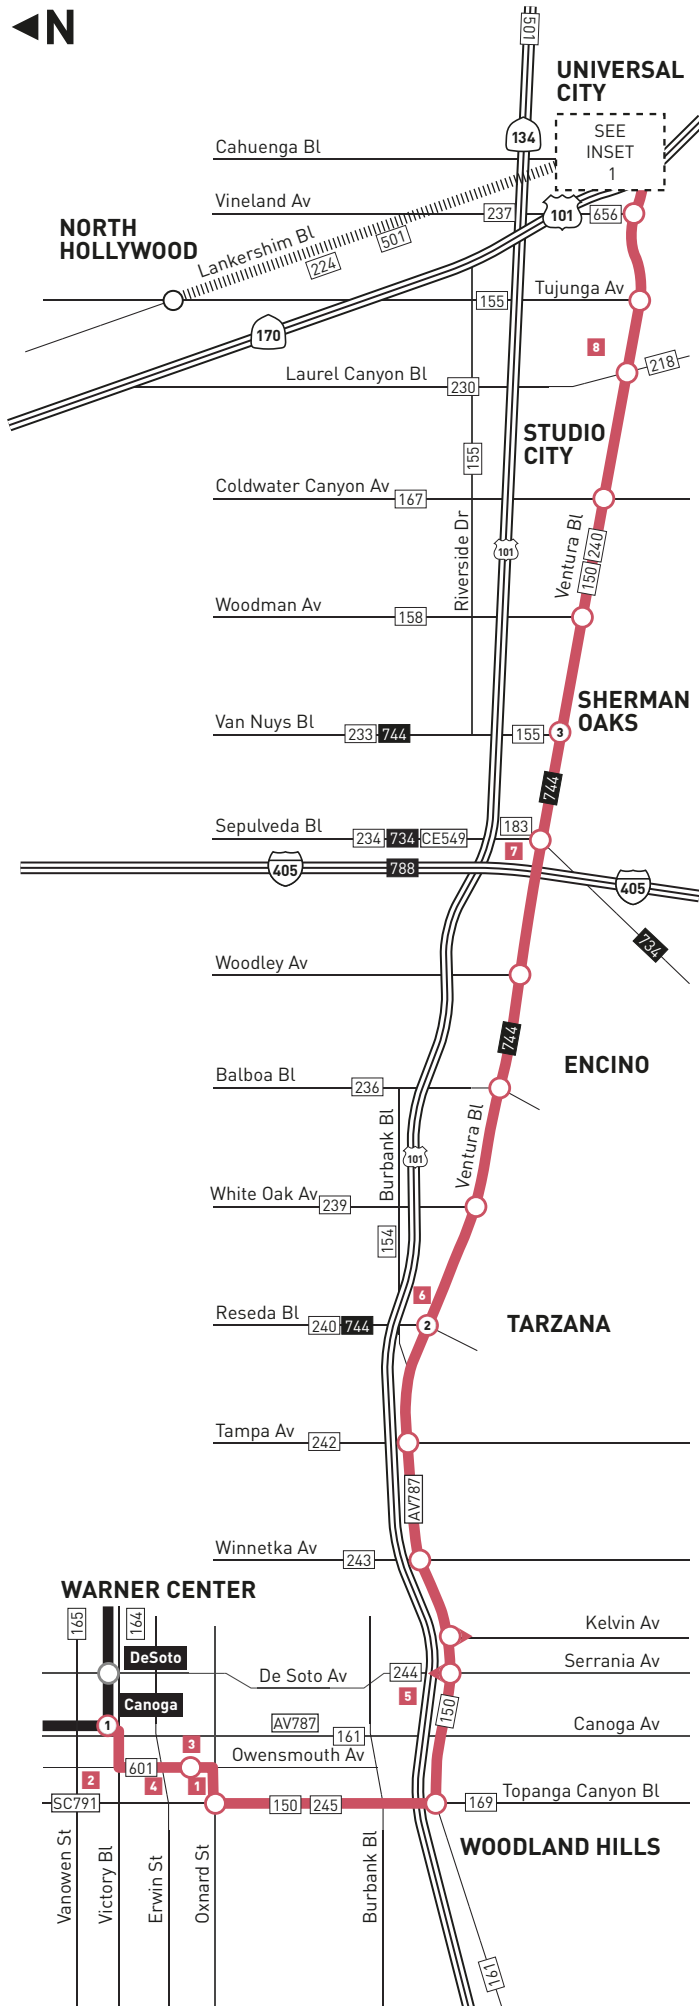 N
501
UNIVERSAL
CITY
134
SEE
INSET
1
Cahuenga Bl
Vineland Av
237
101
656
NORTH
HOLLYWOOD
Lankershim Bl
501
224
155
Tujunga Av
170
8
218
Laurel Canyon Bl
230
STUDIO
CITY
155
Coldwater Canyon Av
167
Ventura Bl
240
150
101
Riverside Dr
Woodman Av
158
SHERMAN
OAKS
Van Nuys Bl
233
744
155
3
744
Sepulveda Bl
234
734
CE549
183
7
405
788
405
734
Woodley Av
744
ENCINO
Balboa Bl
236
Burbank Bl
Ventura Bl
101
White Oak Av
239
154
6
Reseda Bl
240
744
2
TARZANA
Tampa Av
242
AV787
Winnetka Av
243
WARNER CENTER
165
164
Kelvin Av
DeSoto
De Soto Av
244
Serrania Av
5
Canoga
1
150
AV787
161
Canoga Av
3
Owensmouth Av
2
601
4
1
SC791
150
245
169
Topanga Canyon Bl
WOODLAND HILLS
Vanowen St
Victory Bl
Erwin St
Oxnard St
Burbank Bl
161